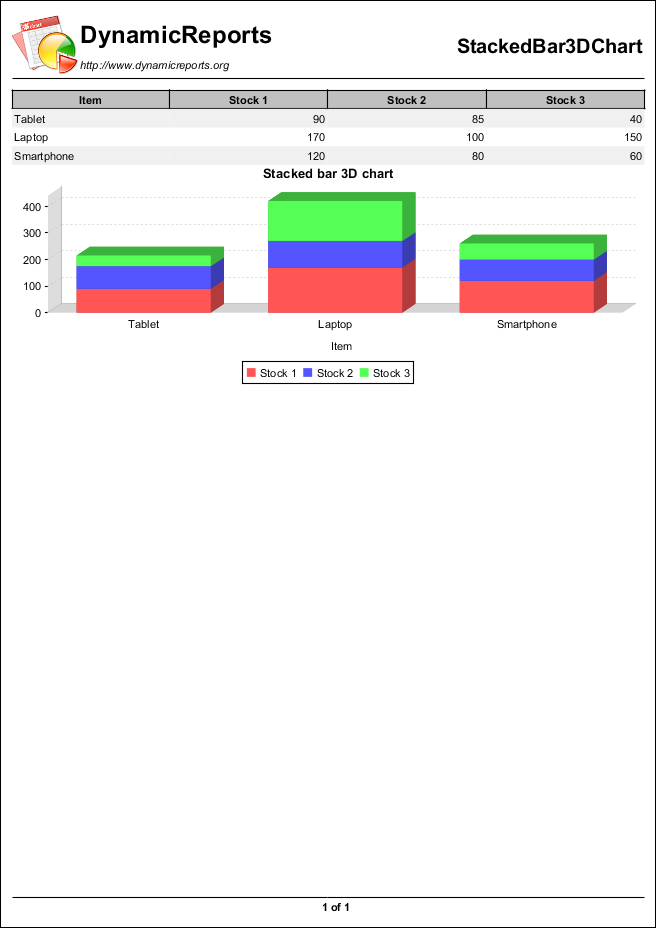 DynamicReports
http://www.dynamicreports.org
StackedBar3DChart
Item Stock 1 Stock 2 Stock 3
Tablet 90 85 40
Laptop 170 100 150
Smartphone 120 80 60
Stacked bar 3D chart
400
300
200
100
0
Tablet Laptop Smartphone
Item
Stock 1 Stock 2 Stock 3
1 of 1